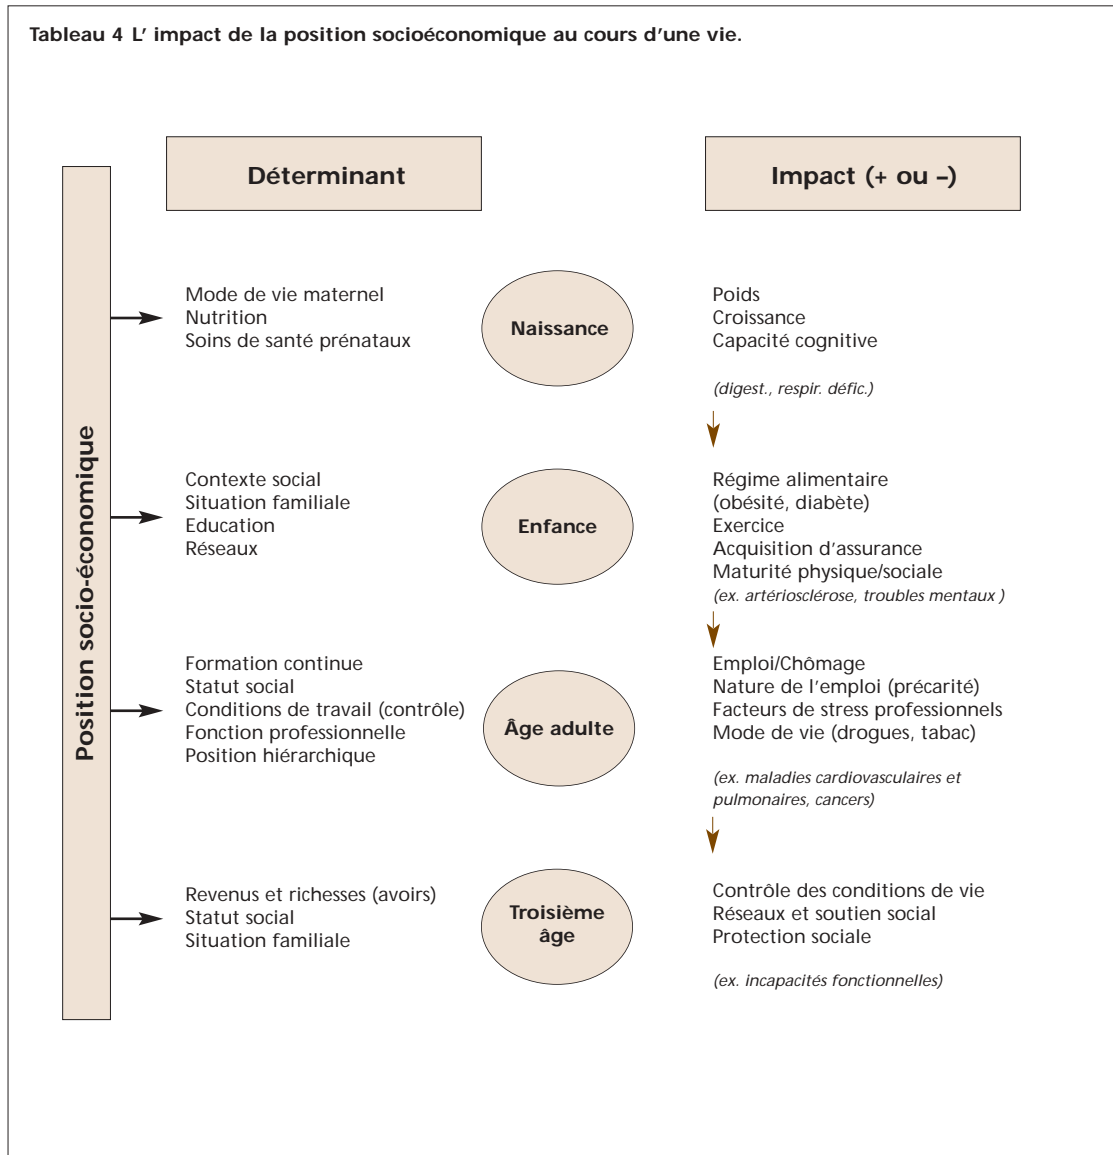 Tableau 4 L' impact de la position socioéconomique au cours d'une vie.
Position socio-économique
Déterminant
Impact (+ ou –)
Mode de vie maternel
Nutrition
Soins de santé prénataux
Naissance
Poids
Croissance
Capacité cognitive
(digest., respir. défic.)
Contexte social
Situation familiale
Education
Réseaux
Enfance
Régime alimentaire
(obésité, diabète)
Exercice
Acquisition d'assurance
Maturité physique/sociale
(ex. artériosclérose, troubles mentaux )
Formation continue
Statut social
Conditions de travail (contrôle)
Fonction professionnelle
Position hiérarchique
Âge adulte
Emploi/Chômage
Nature de l'emploi (précarité)
Facteurs de stress professionnels
Mode de vie (drogues, tabac)
(ex. maladies cardiovasculaires et
pulmonaires, cancers)
Revenus et richesses (avoirs)
Statut social
Situation familiale
Troisième
âge
Contrôle des conditions de vie
Réseaux et soutien social
Protection sociale
(ex. incapacités fonctionnelles)